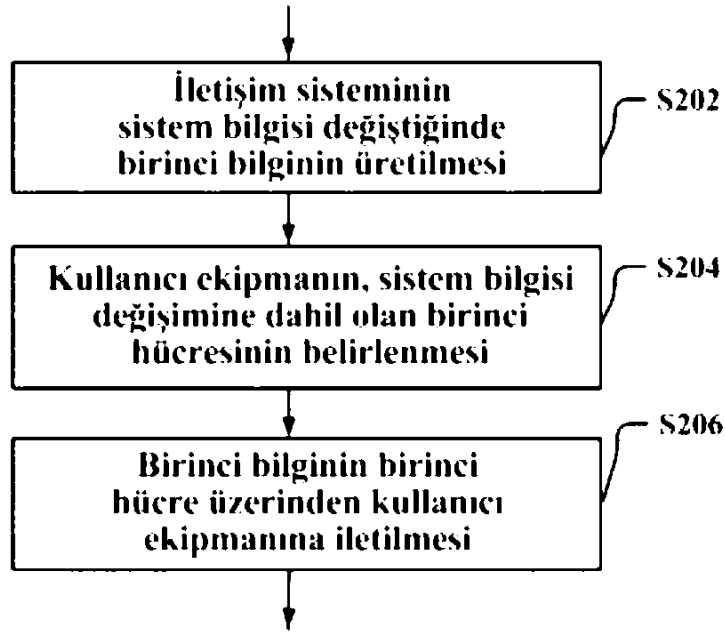 İletişim sisteminin
sistem bilgisi değiştiğinde
birinci bilginin üretilmesi
S202
Kullanıcı ekipmanın, sistem bilgisi
değişimine dahil olan birinci
hücresinin belirlenmesi
S204
Birinci bilginin birinci
hücre üzerinden kullanıcı
ekipmanına iletilmesi
S206